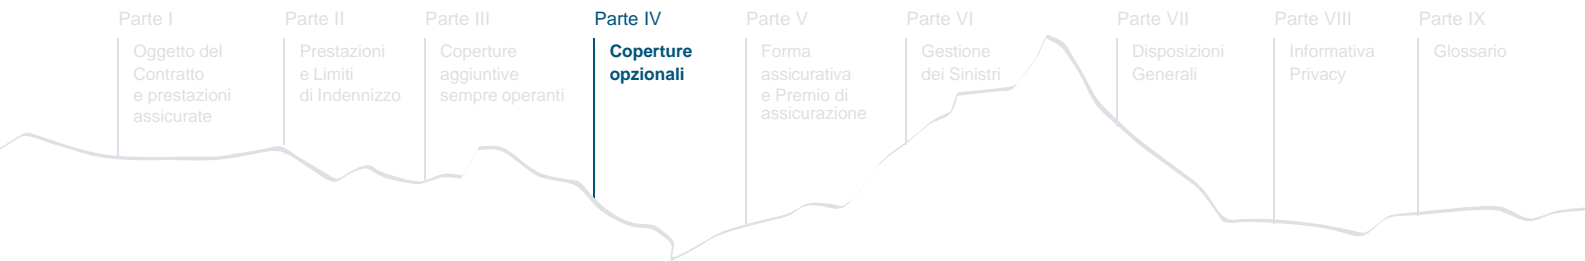 Parte I
Oggetto del
Contratto
e prestazioni
assicurate
Parte II
Prestazioni
e Limiti
di Indennizzo
Parte III
Coperture
aggiuntive
sempre operanti
Parte IV
Coperture
opzionali
Parte V
Forma
assicurativa
e Premio di
assicurazione
Parte VI
Gestione
dei Sinistri
Parte VII
Disposizioni
Generali
Parte VIII
Informativa
Privacy
Parte IX
Glossario